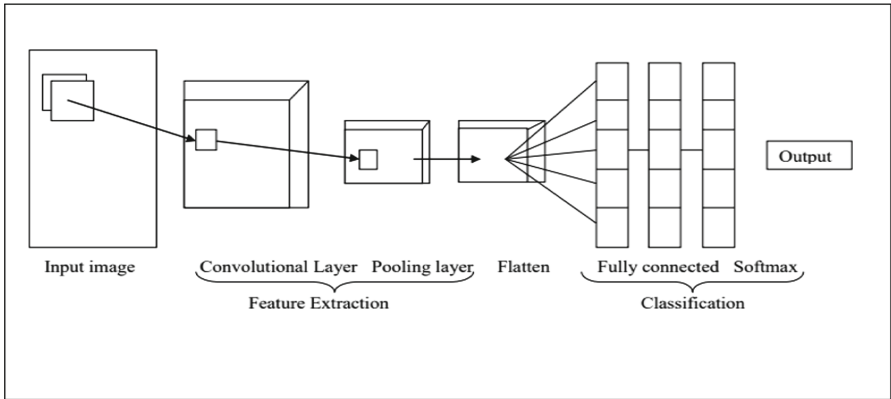 Output
Input image
Convolutional Layer
Pooling layer
Flatten
Fully connected
Softmax
Feature Extraction
Classification